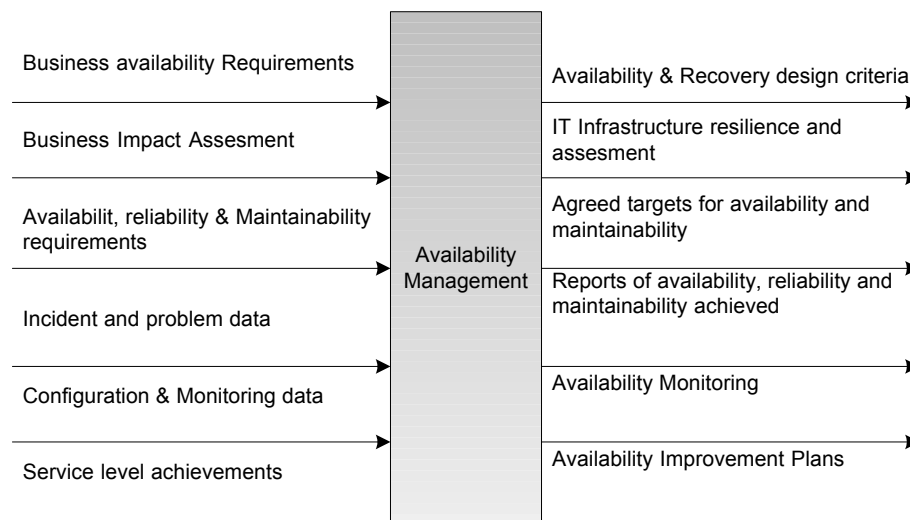 Business availability Requirements
Business Impact Assesment
Availabilit, reliability & Maintainability
requirements
Incident and problem data
Configuration & Monitoring data
Service level achievements
Availability
Management
Availability & Recovery design criteria
IT Infrastructure resilience and
assesment
Agreed targets for availability and
maintainability
Reports of availability, reliability and
maintainability achieved
Availability Monitoring
Availability Improvement Plans